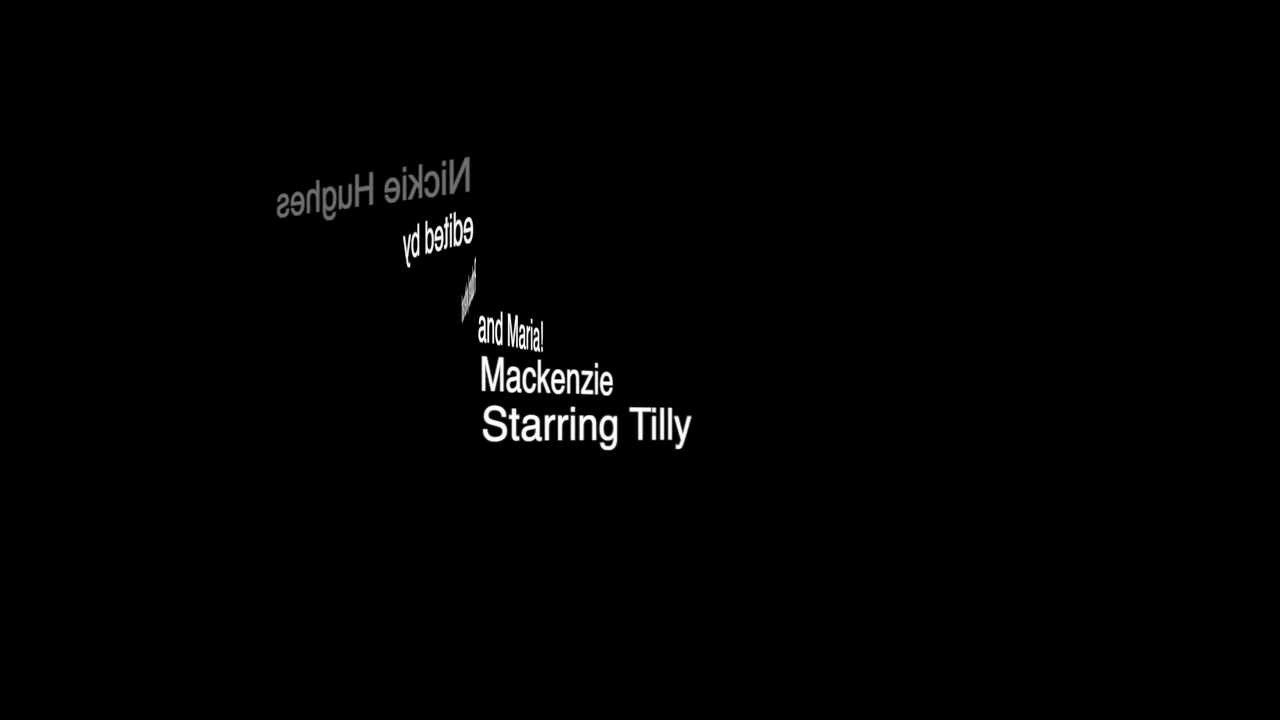 Nickie Hughes
edited by
and Maria!
Mackenzie
Starring Tilly